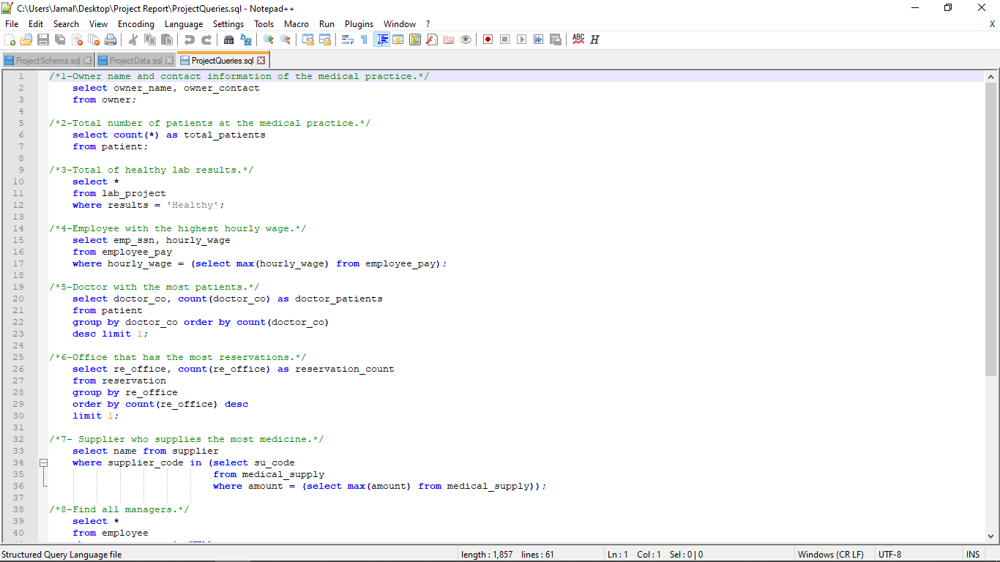 C:\Users\Jamal\Desktop\Project Report\ProjectQueries.sql - Notepad++
File Edit Search View Encoding Language Settings Tools Macro Run Plugins Window ? X
ABC H
ProjectSchema.sql ProjectData.sql ProjectQueries.sql
1 /*1-Owner name and contact information of the medical practice.*/
2 select owner_name, owner_contact
3 from owner;
4
5 /*2-Total number of patients at the medical practice.*/
6 select count(*) as total_patients
7 from patient;
8
9 /*3-Total of healthy lab results.*/
10 select *
11 from lab_project
12 where results = 'Healthy';
13
14 /*4-Employee with the highest hourly wage.*/
15 select emp_ssn, hourly_wage
16 from employee_pay
17 where hourly_wage = (select max(hourly_wage) from employee_pay);
18
19 /*5-Doctor with the most patients.*/
20 select doctor_co, count(doctor_co) as doctor_patients
21 from patient
22 group by doctor_co order by count(doctor_co)
23 desc limit 1;
24
25 /*6-Office that has the most reservations.*/
26 select re_office, count(re_office) as reservation_count
27 from reservation
28 group by re_office
29 order by count(re_office) desc
30 limit 1;
31
32 /*7- Supplier who supplies the most medicine.*/
33 select name from supplier
34 where supplier_code in (select su_code
35 from medical_supply
36 where amount = (select max(amount) from medical_supply));
37
38 /*8-Find all managers.*/
39 select *
40 from employee
Structured Query Language file length : 1,857 lines : 61 Ln : 1 Col : 1 Sel : 0 | 0 Windows (CR LF) UTF-8 INS